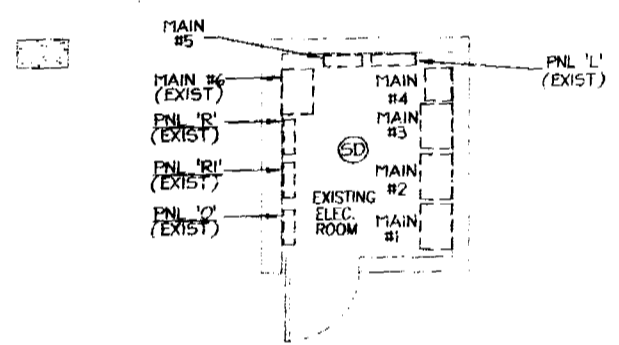 MAIN
#5
PNL 'L'
(EXIST)
MAIN #6
(EXIST)
MAIN
#4
PNL 'R'
(EXIST)
MAIN
#3
SD
PNL 'R1'
(EXIST)
MAIN
#2
EXISTING
ELEC.
ROOM
PNL 'Q'
(EXIST)
MAIN
#1